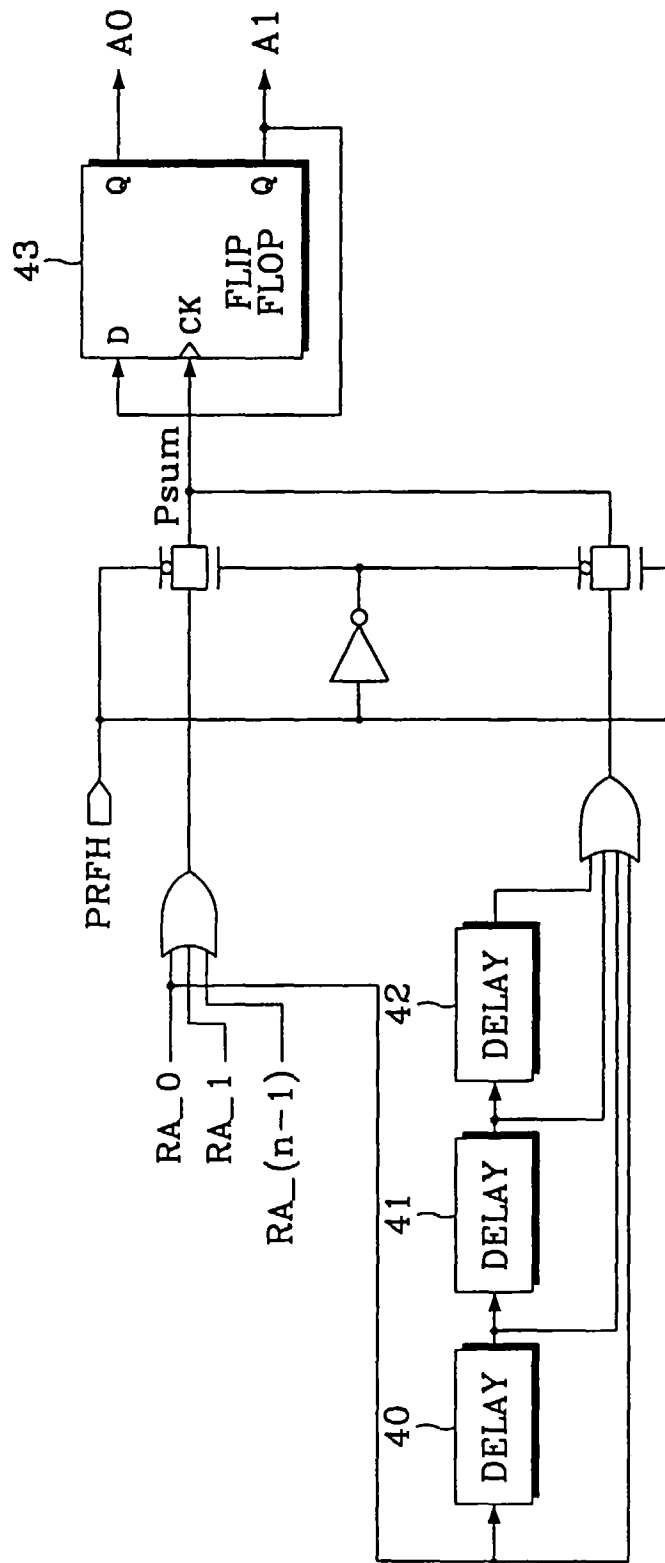 43
D
Q
A0
CK
FLIP
FLOP
Q
A1
Psum
PRFH
RA_0
RA_1
RA_(n-1)
40
DELAY
41
DELAY
42
DELAY